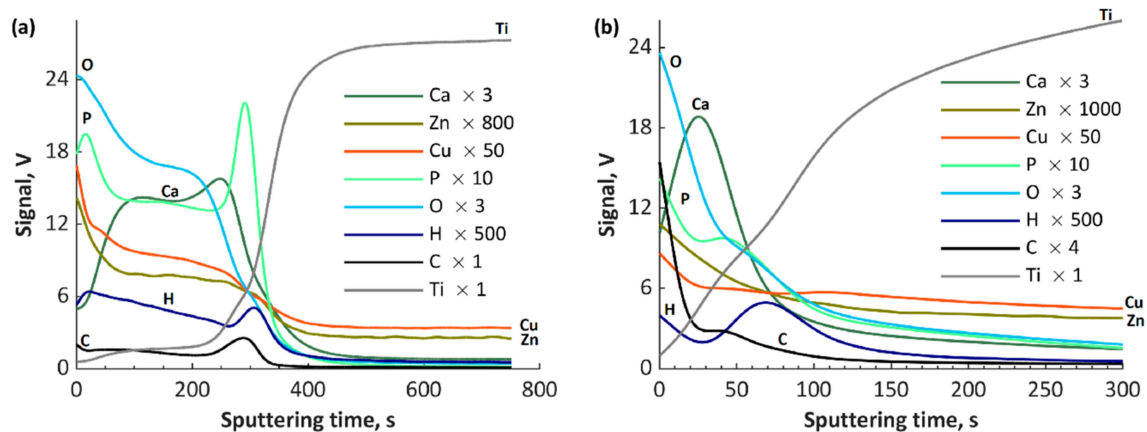 (a)
Ti
O
P
Ca
H
C
Cu
Zn
Ca × 3
Zn × 800
Cu × 50
P × 10
O × 3
H × 500
C × 1
Ti × 1
Signal, V
24
18
12
6
0
0
200
400
600
800
Sputtering time, s
(b)
Ti
O
Ca
P
H
C
Cu
Zn
Ca × 3
Zn × 1000
Cu × 50
P × 10
O × 3
H × 500
C × 4
Ti × 1
Signal, V
24
18
12
6
0
0
50
100
150
200
250
300
Sputtering time, s